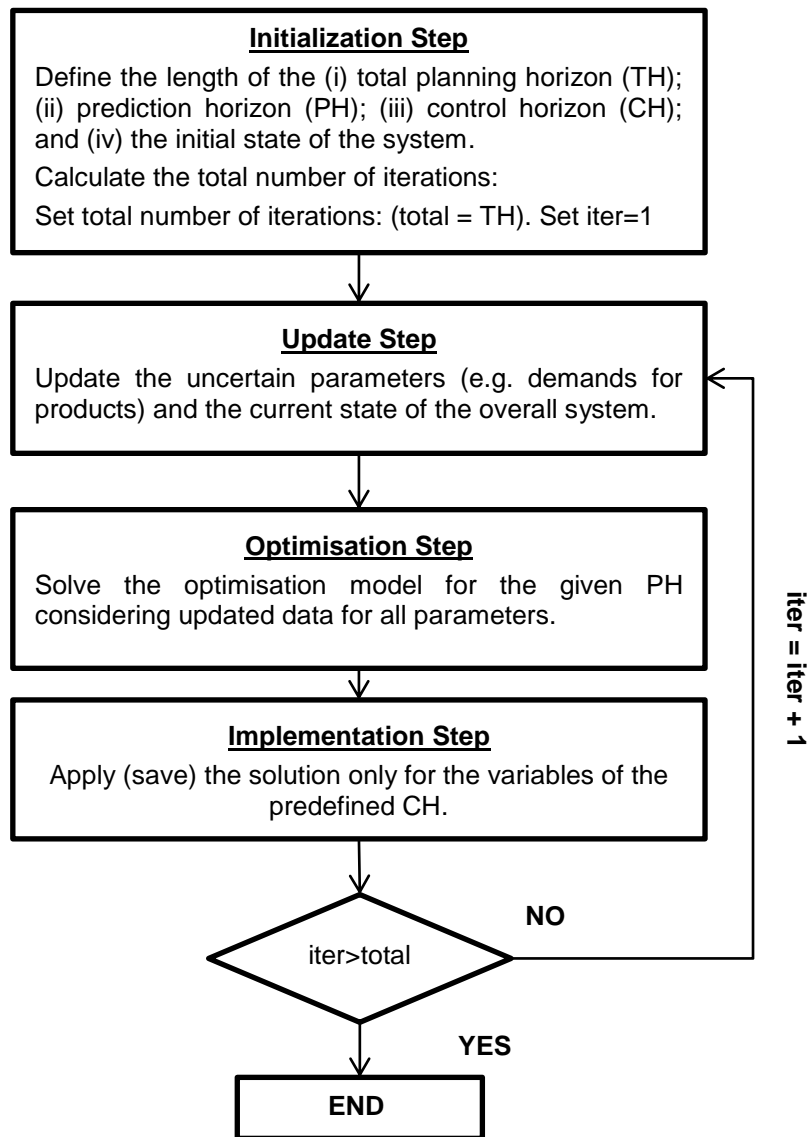 Initialization Step
Define the length of the (i) total planning horizon (TH);
(ii) prediction horizon (PH); (iii) control horizon (CH);
and (iv) the initial state of the system.
Calculate the total number of iterations:
Set total number of iterations: (total = TH). Set iter=1
Update Step
Update the uncertain parameters (e.g. demands for
products) and the current state of the overall system.
Optimisation Step
Solve the optimisation model for the given PH
considering updated data for all parameters.
iter = iter + 1
Implementation Step
Apply (save) the solution only for the variables of the
predefined CH.
NO
iter>total
YES
END